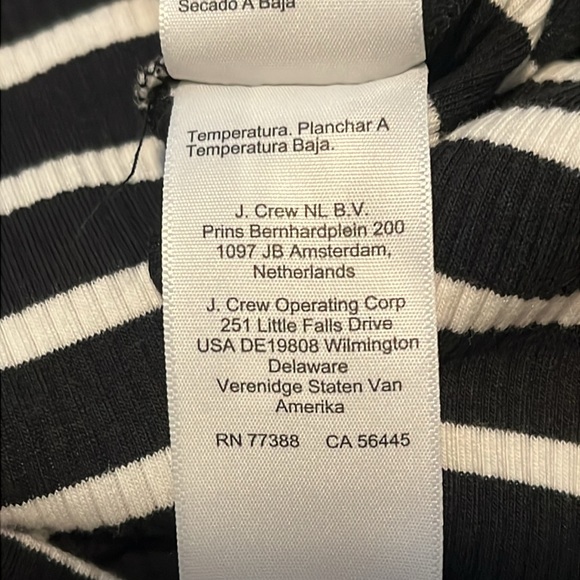 Secado A Baja
Temperatura. Planchar A
Temperatura Baja.
J. Crew NL B.V.
Prins Bernhardplein 200
1097 JB Amsterdam,
Netherlands
J. Crew Operating Corp
251 Little Falls Drive
USA DE19808 Wilmington
Delaware
Verenidge Staten Van
Amerika
RN 77388 CA 56445